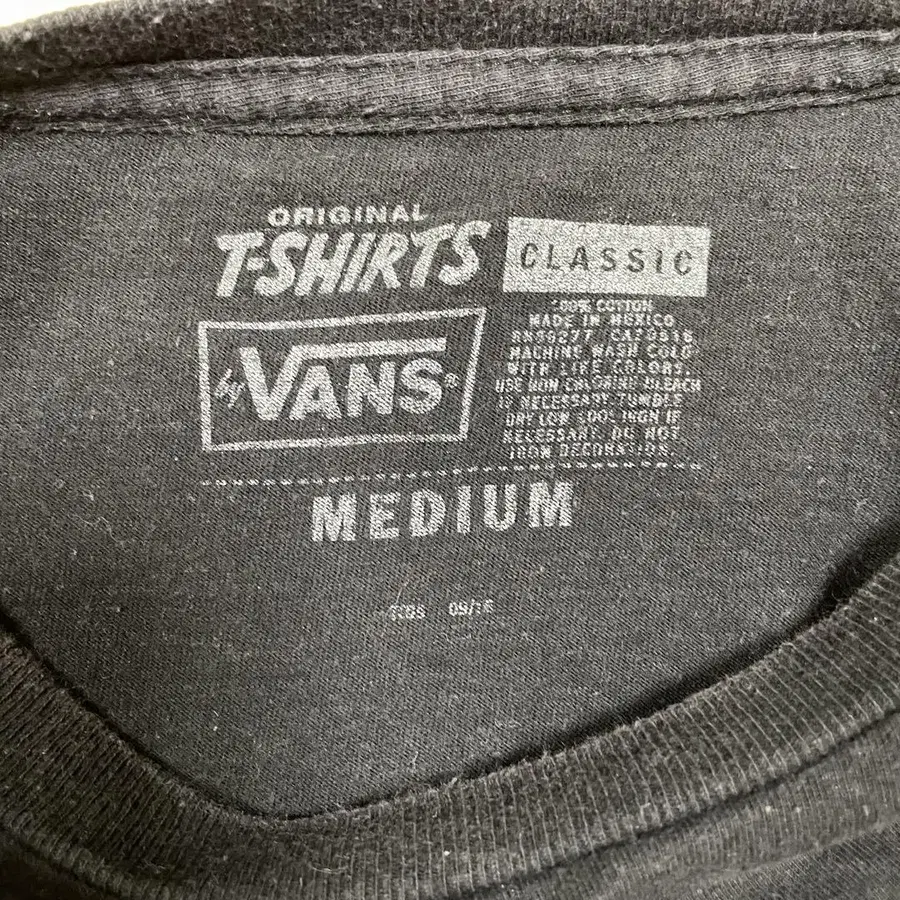 ORIGINAL
T-SHIRTS
CLASSIC
by VANS®
100% COTTON
MADE IN MEXICO
MACHINE WASH COLD
WITH LIKE COLORS.
USE NON CHLORINE BLEACH
IF NECESSARY TUMBLE
DRY LOW COOL IRON IF
NECESSARY. DO NOT
IRON DECORATION.
MEDIUM